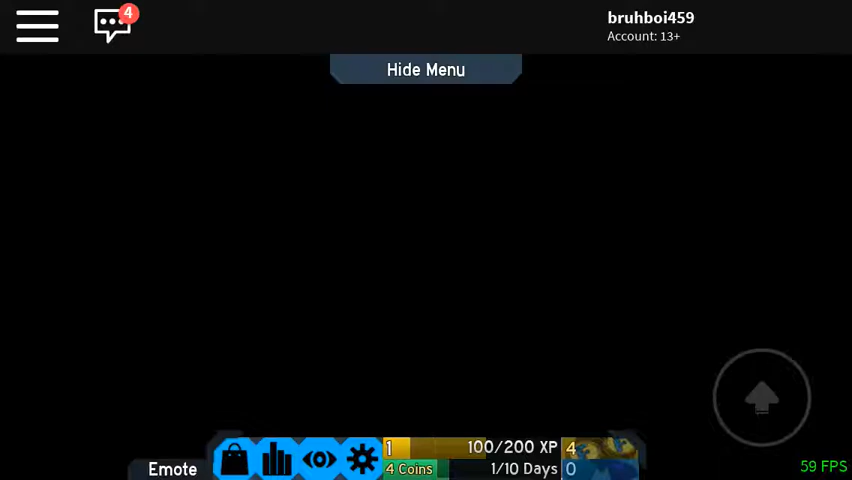 4
bruhboi459
Account: 13+
Hide Menu
1
100/200 XP
4
4 Coins
1/10 Days
0
Emote
59 FPS